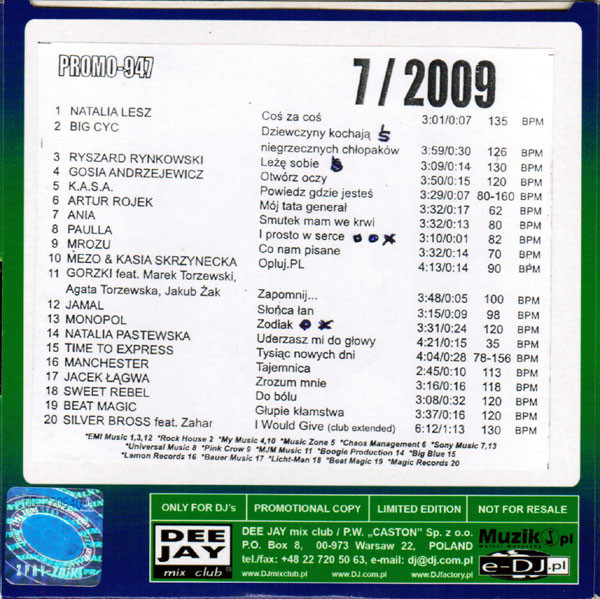 PROMO-947 7 / 2009
1 NATALIA LESZ Coś za coś 3:01/0:07 135 BPM
2 BIG CYC Dziewczyny kochają
niegrzecznych chłopaków 3:59/0:30 126 BPM
3 RYSZARD RYNKOWSKI Leżę sobie 3:09/0:14 130 BPM
4 GOSIA ANDRZEJEWICZ Otwórz oczy 3:50/0:15 120 BPM
5 K.A.S.A. Powiedz gdzie jesteś 3:29/0:07 80-160 BPM
6 ARTUR ROJEK Mój tata generał 3:32/0:17 62 BPM
7 ANIA Smutek mam we krwi 3:32/0:13 80 BPM
8 PAULLA I prosto w serce 3:10/0:01 82 BPM
9 MROZU Co nam pisane 3:32/0:14 70 BPM
10 MEZO & KASIA SKRZYNECKA Opluj.PL 4:13/0:14 90 BPM
11 GORZKI feat. Marek Torzewski,
Agata Torzewska, Jakub Żak Zapomnij... 3:48/0:05 100 BPM
12 JAMAL Słońca łan 3:15/0:09 98 BPM
13 MONOPOL Zodiak 3:31/0:24 120 BPM
14 NATALIA PASTEWSKA Uderzasz mi do głowy 4:21/0:15 35 BPM
15 TIME TO EXPRESS Tysiąc nowych dni 4:04/0:28 78-156 BPM
16 MANCHESTER Tajemnica 2:45/0:10 113 BPM
17 JACEK ŁĄGWA Zrozum mnie 3:16/0:16 118 BPM
18 SWEET REBEL Do bólu 3:08/0:32 120 BPM
19 BEAT MAGIC Głupie kłamstwa 3:37/0:16 120 BPM
20 SILVER BROSS feat. Zahar I Would Give (club extended) 6:12/1:13 130 BPM
*EMI Music 1,3,12 *Rock House 2 *My Music 4,10 *Music Zone 5 *Chaos Management 6 *Sony Music 7,13
*Universal Music 8 *Pink Crow 9 *MJM Music 11 *Boogie Production 14 *Big Blue 15
*Lemon Records 16 *Bauer Music 17 *Licht-Man 18 *Beat Magic 19 *Magic Records 20
ONLY FOR DJ's PROMOTIONAL COPY LIMITED EDITION NOT FOR RESALE
DEE JAY mix club
DEE JAY mix club / P.W. „CASTON" Sp. z o.o.
P.O. Box 8, 00-973 Warsaw 22, POLAND
tel./fax: +48 22 720 50 63, e-mail: dj@dj.com.pl
www.DJmixclub.pl www.DJ.com.pl www.DJfactory.pl
Muzik.pl
e-DJ.pl